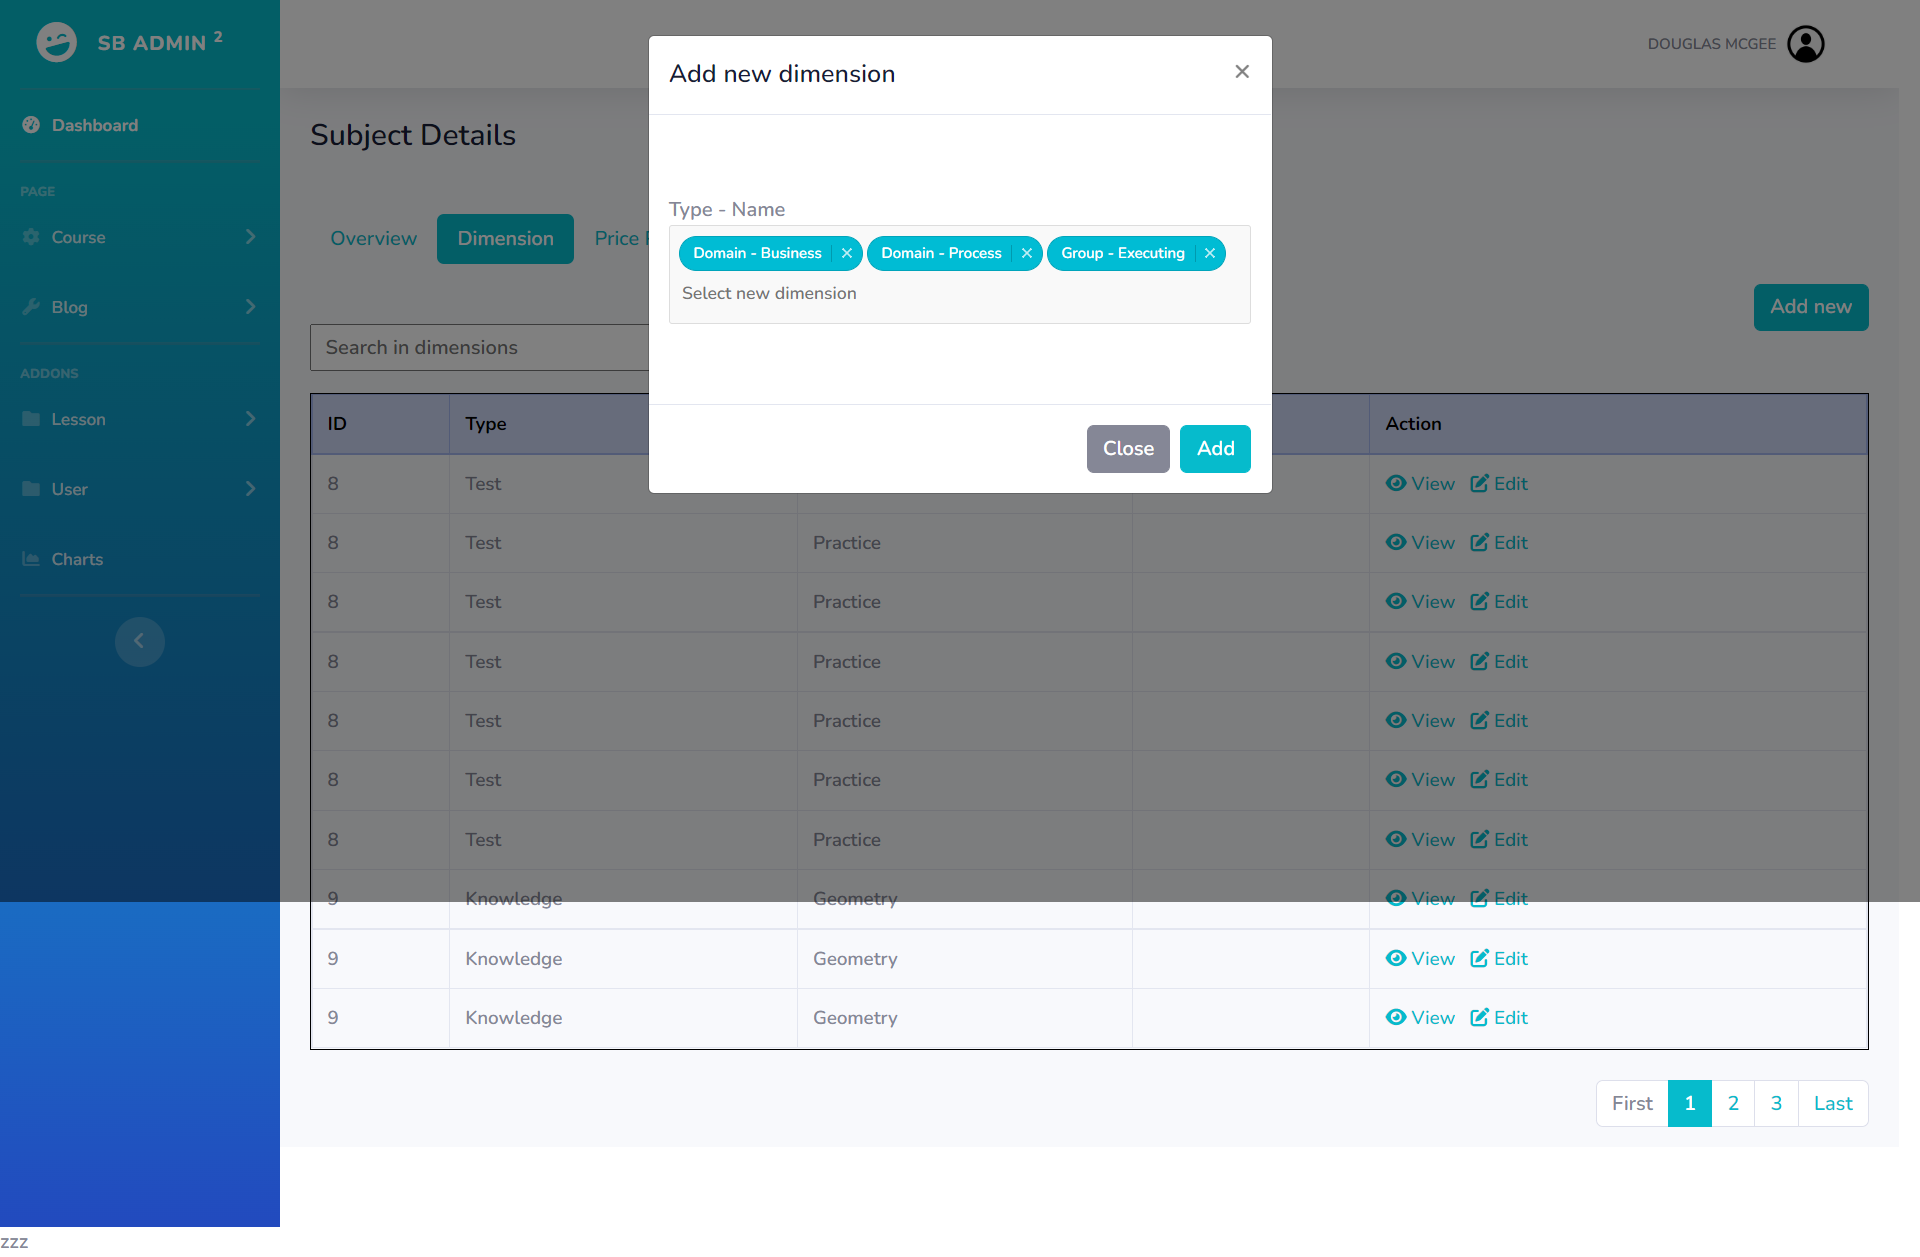 SB ADMIN 2
DOUGLAS MCGEE
Dashboard
PAGE
Course
Blog
ADDONS
Lesson
User
Charts
Subject Details
Overview Dimension Price
Add new
Search in dimensions
Add new dimension ×
Type - Name
Domain - Business × Domain - Process × Group - Executing ×
Select new dimension
Close Add
ID Type Action
8 Test View Edit
8 Test Practice View Edit
8 Test Practice View Edit
8 Test Practice View Edit
8 Test Practice View Edit
8 Test Practice View Edit
8 Test Practice View Edit
9 Knowledge Geometry View Edit
9 Knowledge Geometry View Edit
9 Knowledge Geometry View Edit
First 1 2 3 Last
zzz